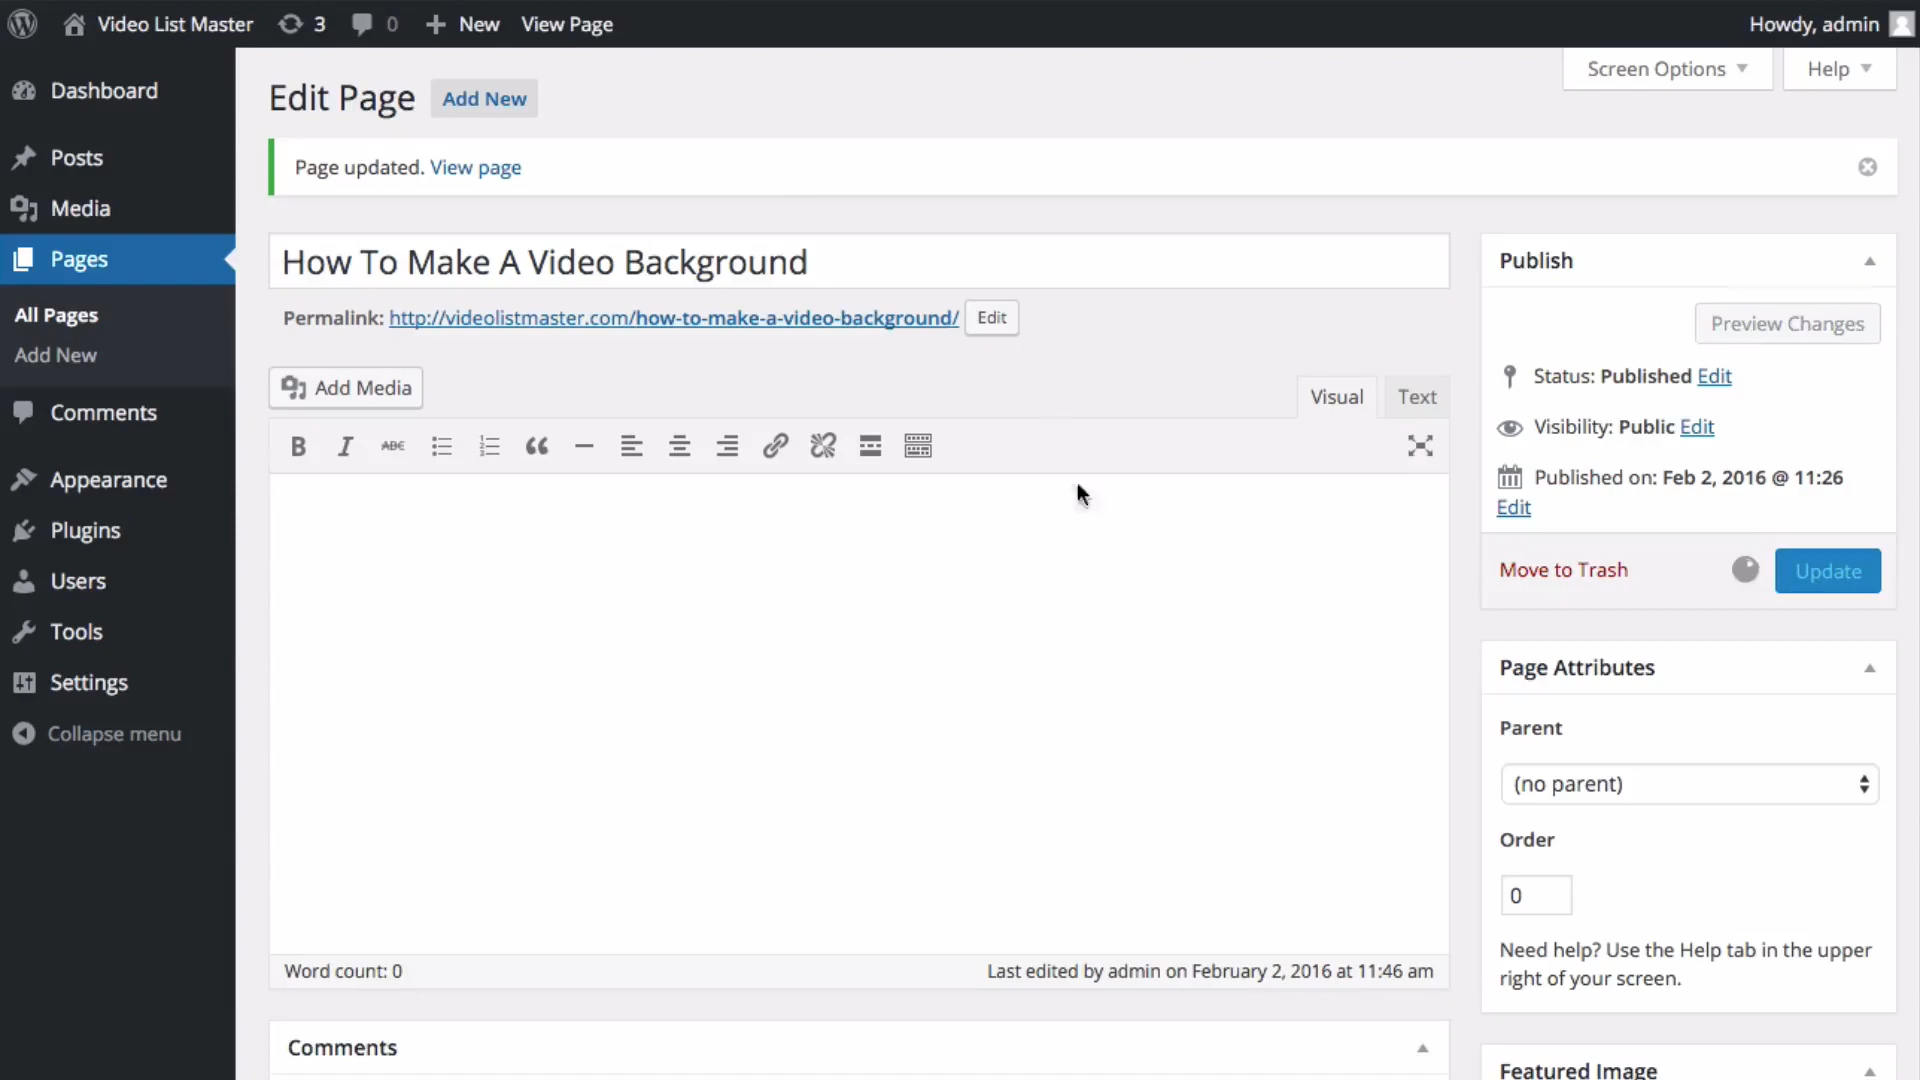 Video List Master 3 0 New View Page Howdy, admin
Screen Options Help
Dashboard
Posts
Media
Pages
All Pages
Add New
Comments
Appearance
Plugins
Users
Tools
Settings
Collapse menu
Edit Page Add New
Page updated. View page
How To Make A Video Background
Permalink: http://videolistmaster.com/how-to-make-a-video-background/ Edit
Add Media
Visual Text
B I ABC
Word count: 0 Last edited by admin on February 2, 2016 at 11:46 am
Comments
Publish
Preview Changes
Status: Published Edit
Visibility: Public Edit
Published on: Feb 2, 2016 @ 11:26
Edit
Move to Trash Update
Page Attributes
Parent
(no parent)
Order
0
Need help? Use the Help tab in the upper
right of your screen.
Featured Image